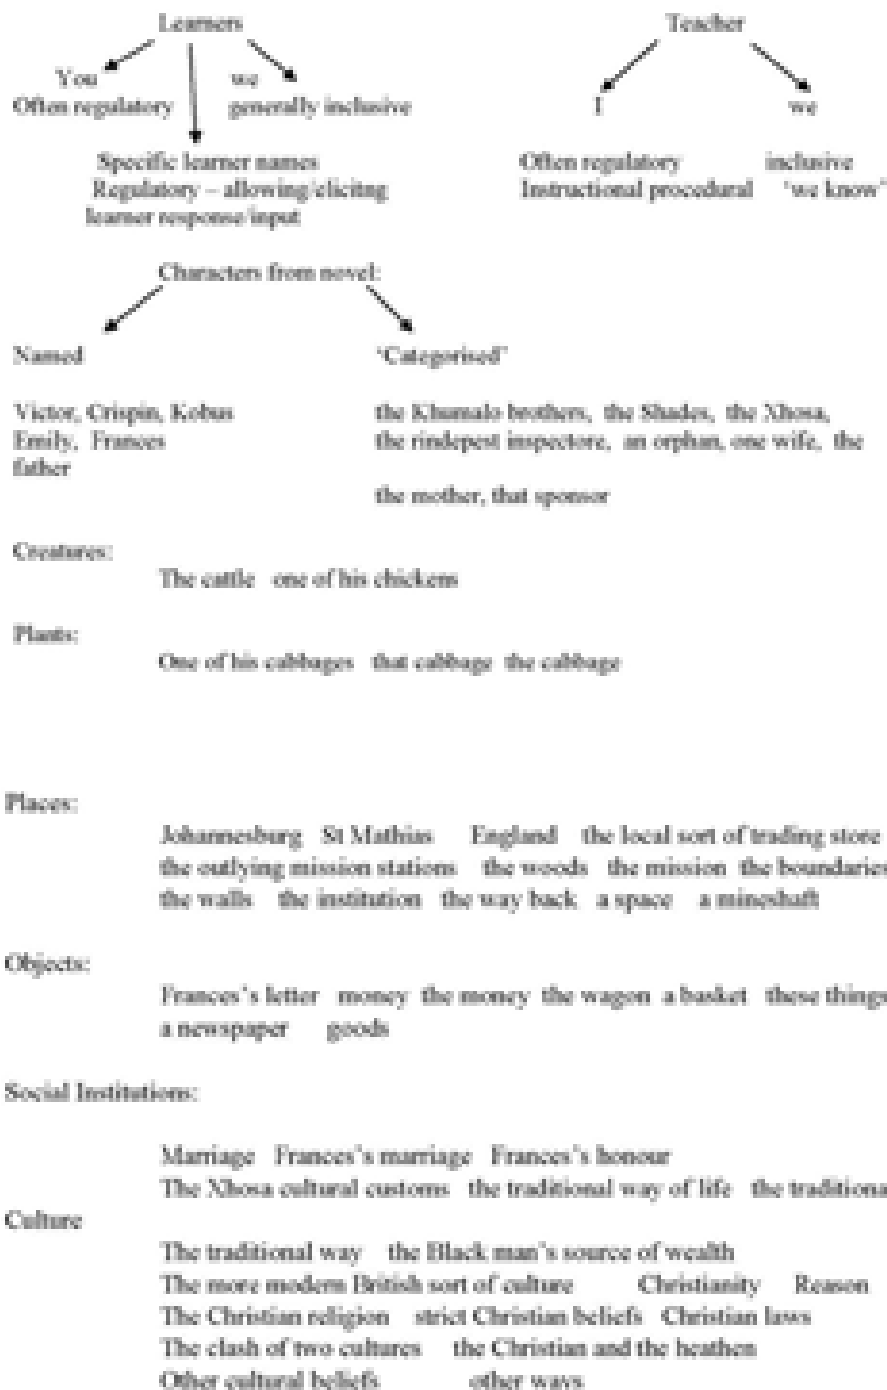 Learners Teacher
You we I we
Often regulatory generally inclusive
Specific learner names Often regulatory inclusive
Regulatory – allowing/elicitng Instructional procedural 'we know'
learner response/input
Characters from novel:
Named 'Categorised'
Victor, Crispin, Kobus the Khumalo brothers, the Shades, the Xhosa,
Emily, Frances the rindepest inspectore, an orphan, one wife, the
father
the mother, that sponsor
Creatures:
The cattle one of his chickens
Plants:
One of his cabbages that cabbage the cabbage
Places:
Johannesburg St Mathias England the local sort of trading store
the outlying mission stations the woods the mission the boundaries
the walls the institution the way back a space a mineshaft
Objects:
Frances's letter money the money the wagon a basket these things
a newspaper goods
Social Institutions:
Marriage Frances's marriage Frances's honour
The Xhosa cultural customs the traditional way of life the traditiona
Culture
The traditional way the Black man's source of wealth
The more modern British sort of culture Christianity Reason
The Christian religion strict Christian beliefs Christian laws
The clash of two cultures the Christian and the heathen
Other cultural beliefs other ways